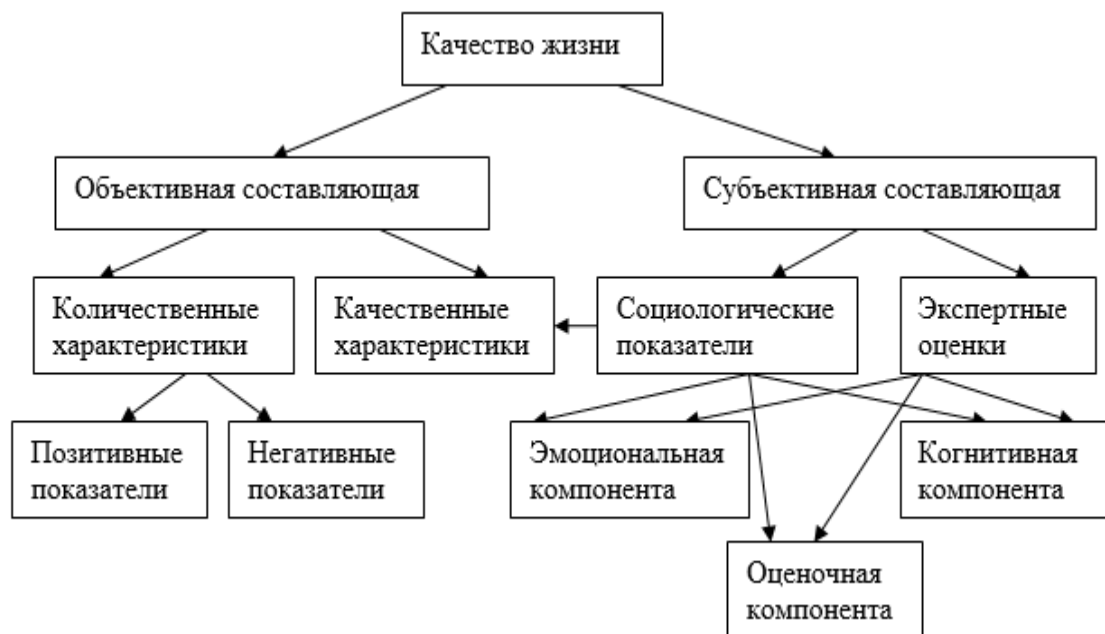 Качество жизни
Объективная составляющая
Субъективная составляющая
Количественные
характеристики
Качественные
характеристики
Социологические
показатели
Экспертные
оценки
Позитивные
показатели
Негативные
показатели
Эмоциональная
компонента
Когнитивная
компонента
Оценочная
компонента